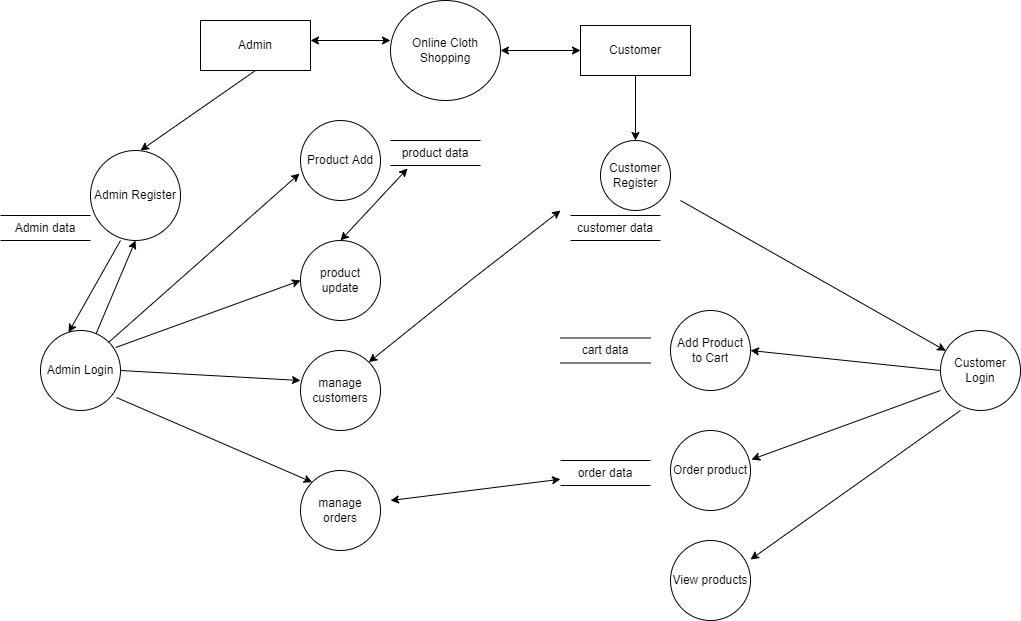 Admin
Online Cloth
Shopping
Customer
Product Add
product data
Customer
Register
Admin Register
Admin data
customer data
product
update
Admin Login
manage
customers
cart data
Add Product
to Cart
Customer
Login
order data
Order product
manage
orders
View products